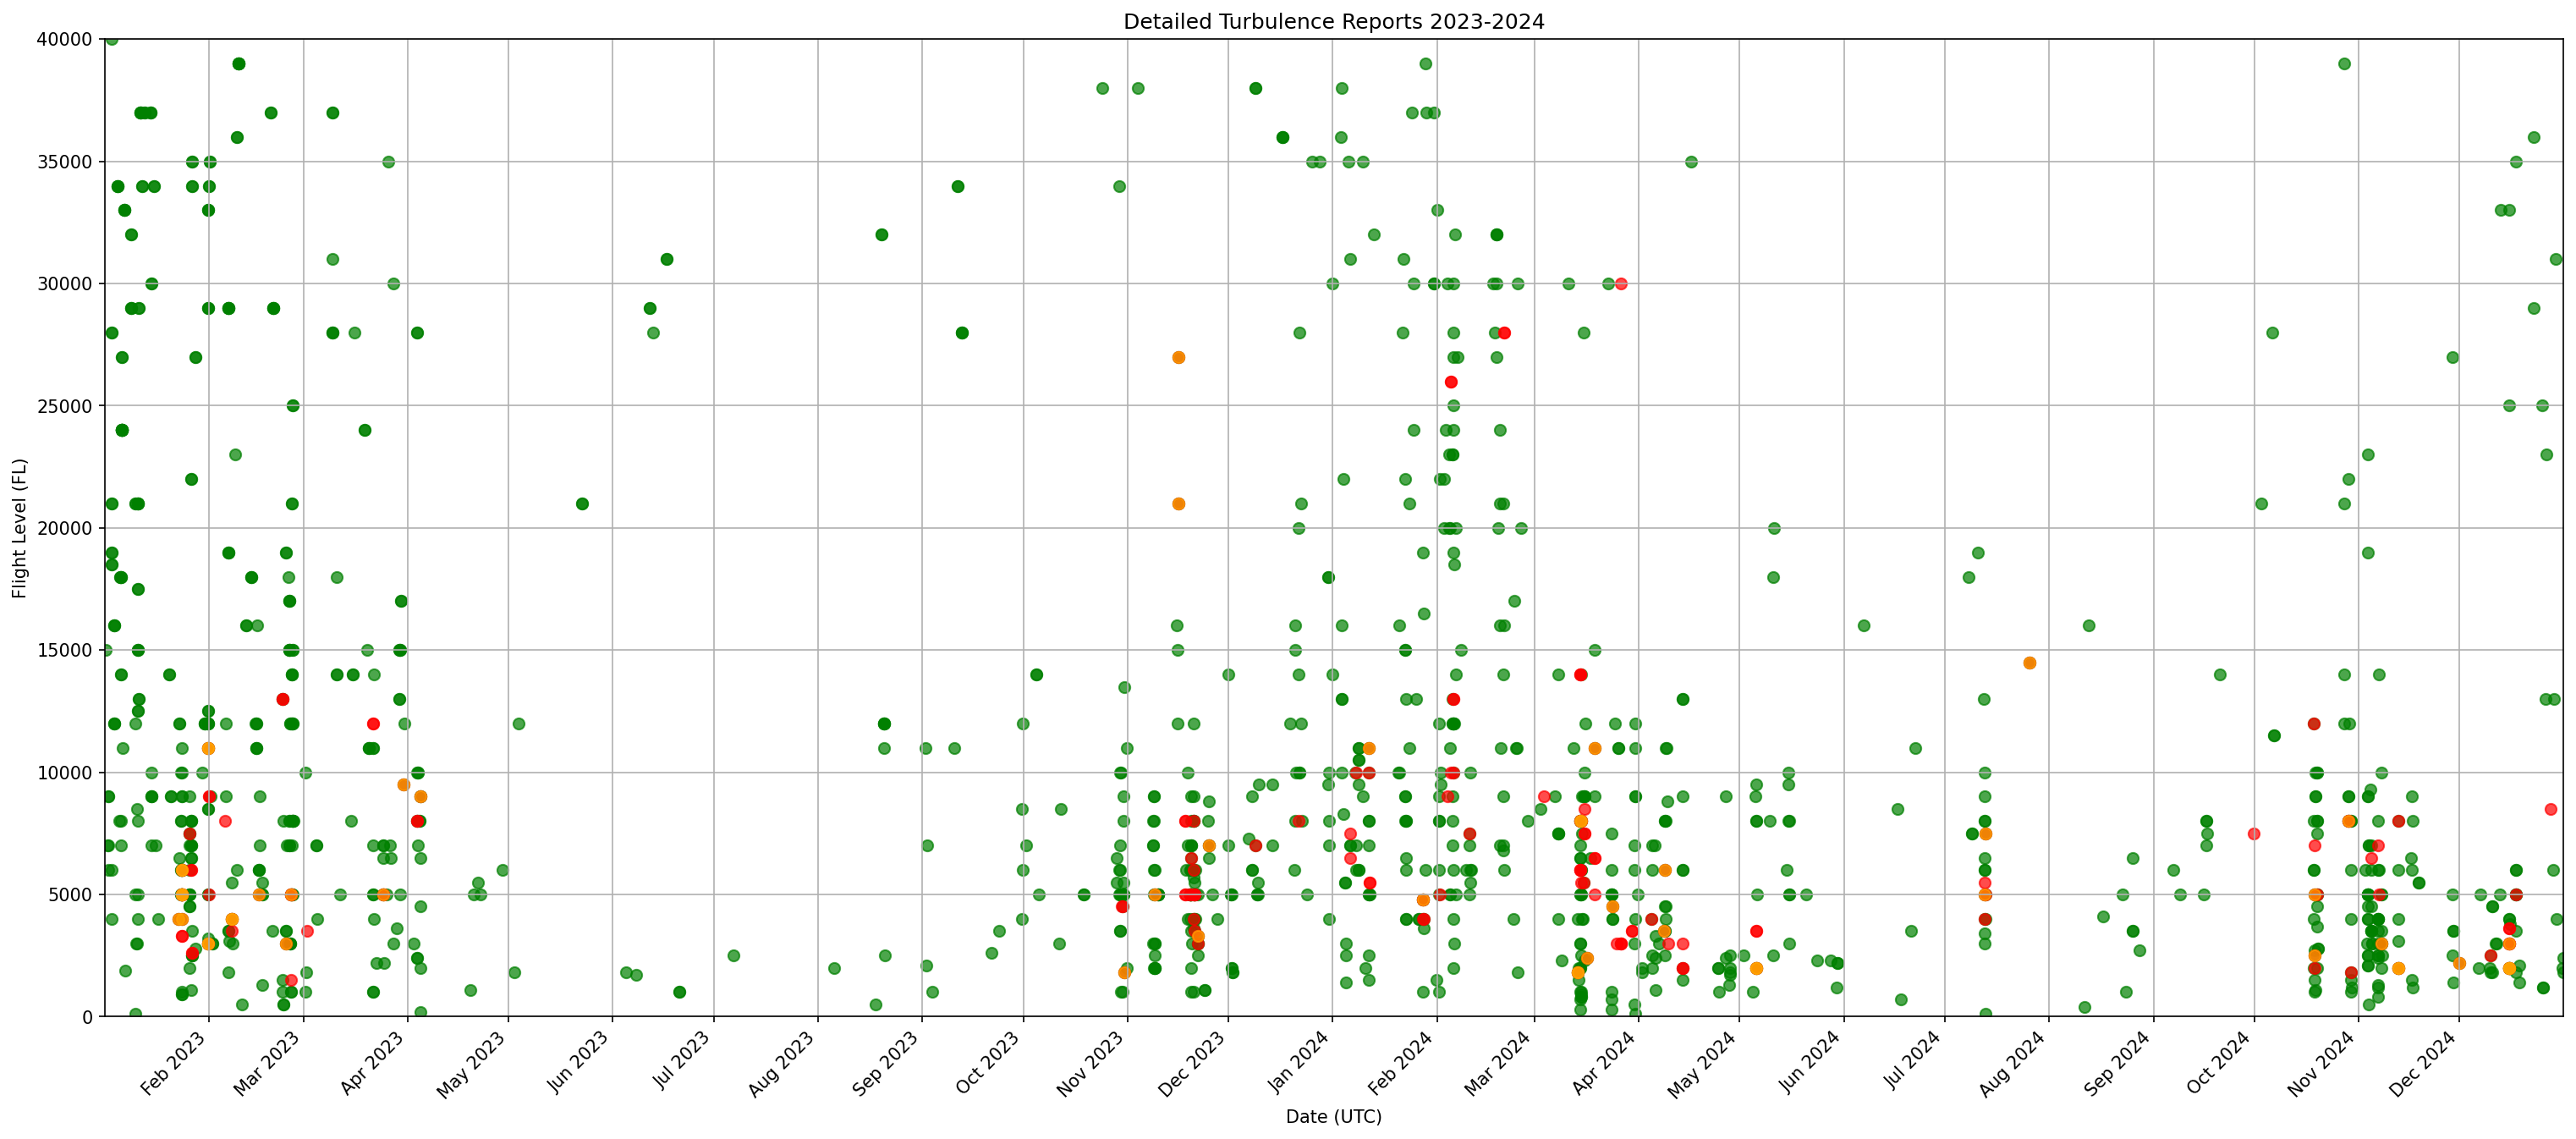 Detailed Turbulence Reports 2023-2024
40000
35000
30000
25000
20000
15000
10000
5000
0
Flight Level (FL)
Feb 2023
Mar 2023
Apr 2023
May 2023
Jun 2023
Jul 2023
Aug 2023
Sep 2023
Oct 2023
Nov 2023
Dec 2023
Jan 2024
Feb 2024
Mar 2024
Apr 2024
May 2024
Jun 2024
Jul 2024
Aug 2024
Sep 2024
Oct 2024
Nov 2024
Dec 2024
Date (UTC)